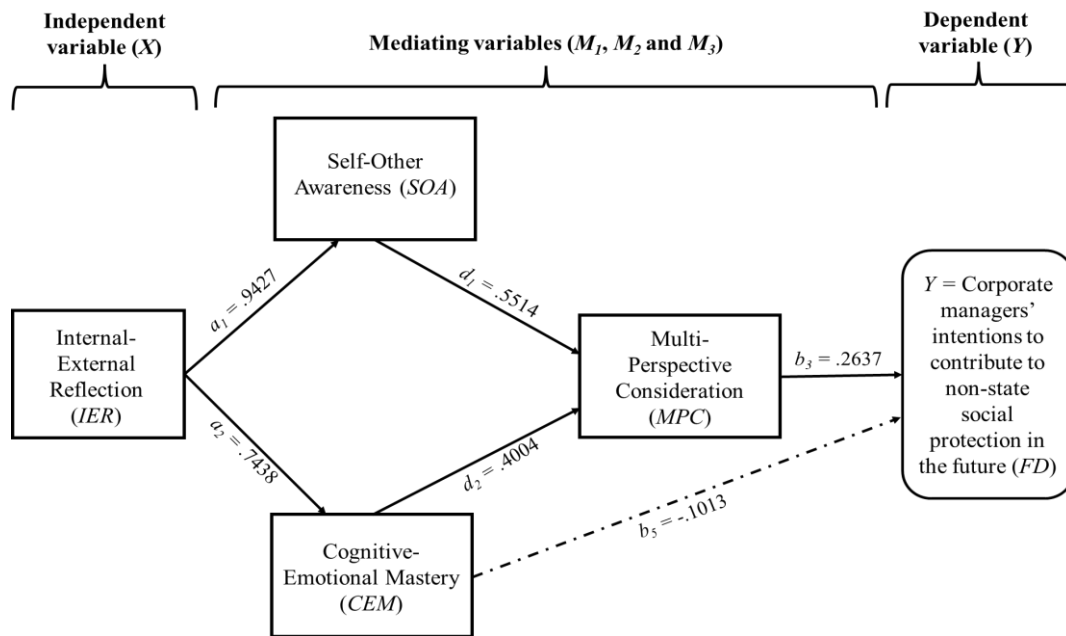 Independent
variable (X)
Mediating variables (M1, M2 and M3)
Dependent
variable (Y)
Self-Other
Awareness (SOA)
a1 = .9427
d1 = .5514
Internal-
External
Reflection
(IER)
Multi-
Perspective
Consideration
(MPC)
b3 = .2637
Y = Corporate
managers’
intentions to
contribute to
non-state
social
protection in
the future (FD)
a2 = .7438
d2 = .4004
b5 = -.1013
Cognitive-
Emotional Mastery
(CEM)